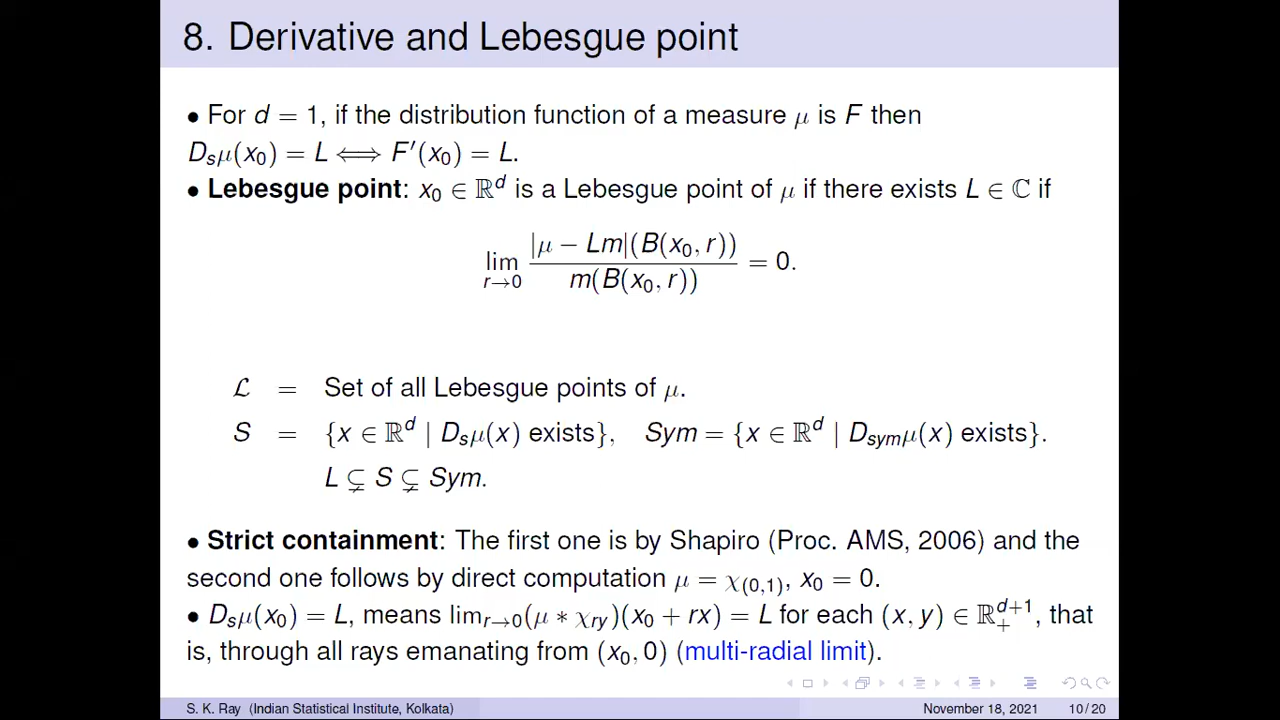 8. Derivative and Lebesgue point
• For d = 1, if the distribution function of a measure μ is F then
D_sμ(x_0) = L ⟺ F′(x_0) = L.
• Lebesgue point: x_0 ∈ ℝ^d is a Lebesgue point of μ if there exists L ∈ ℂ if
lim_{r→0} |μ − Lm|(B(x_0, r)) / m(B(x_0, r)) = 0.
ℒ = Set of all Lebesgue points of μ.
S = {x ∈ ℝ^d | D_sμ(x) exists}, Sym = {x ∈ ℝ^d | D_{sym}μ(x) exists}.
L ⊊ S ⊊ Sym.
• Strict containment: The first one is by Shapiro (Proc. AMS, 2006) and the
second one follows by direct computation μ = χ_{(0,1)}, x_0 = 0.
• D_sμ(x_0) = L, means lim_{r→0}(μ ∗ χ_{ry})(x_0 + rx) = L for each (x, y) ∈ ℝ_+^{d+1}, that
is, through all rays emanating from (x_0, 0) (multi-radial limit).
S. K. Ray (Indian Statistical Institute, Kolkata) November 18, 2021 10 / 20